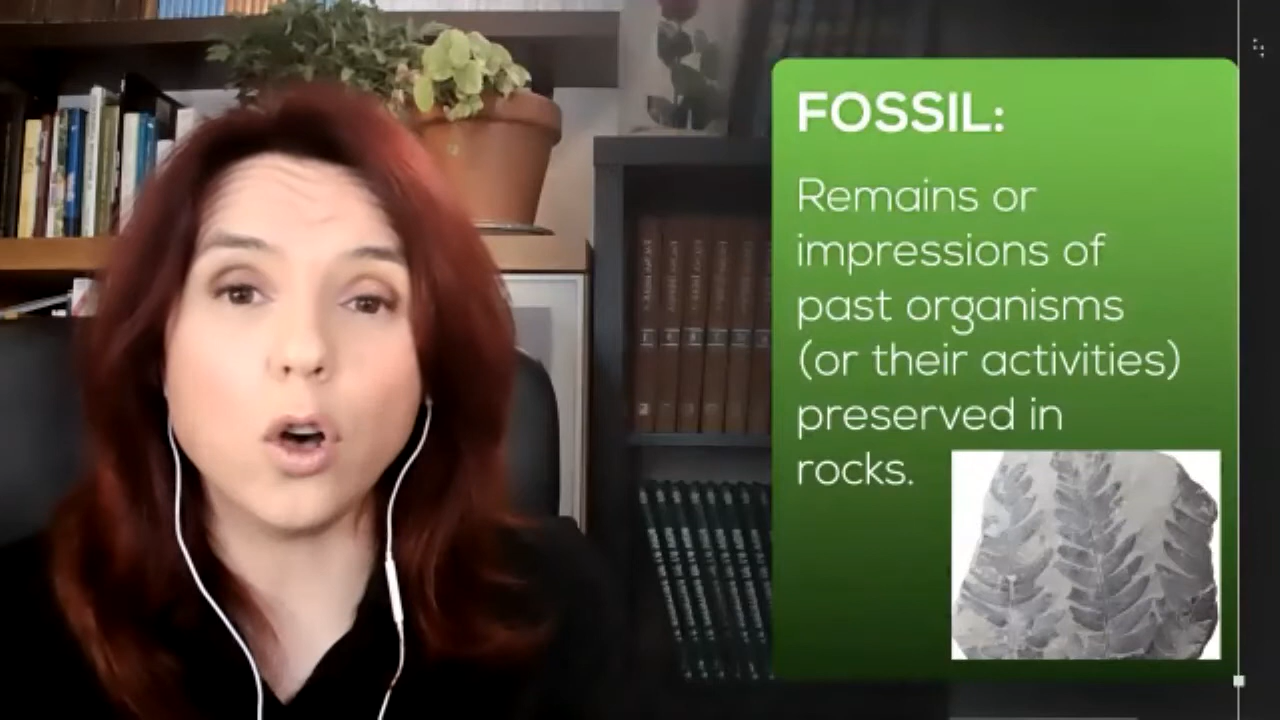 FOSSIL:
Remains or
impressions of
past organisms
(or their activities)
preserved in
rocks.